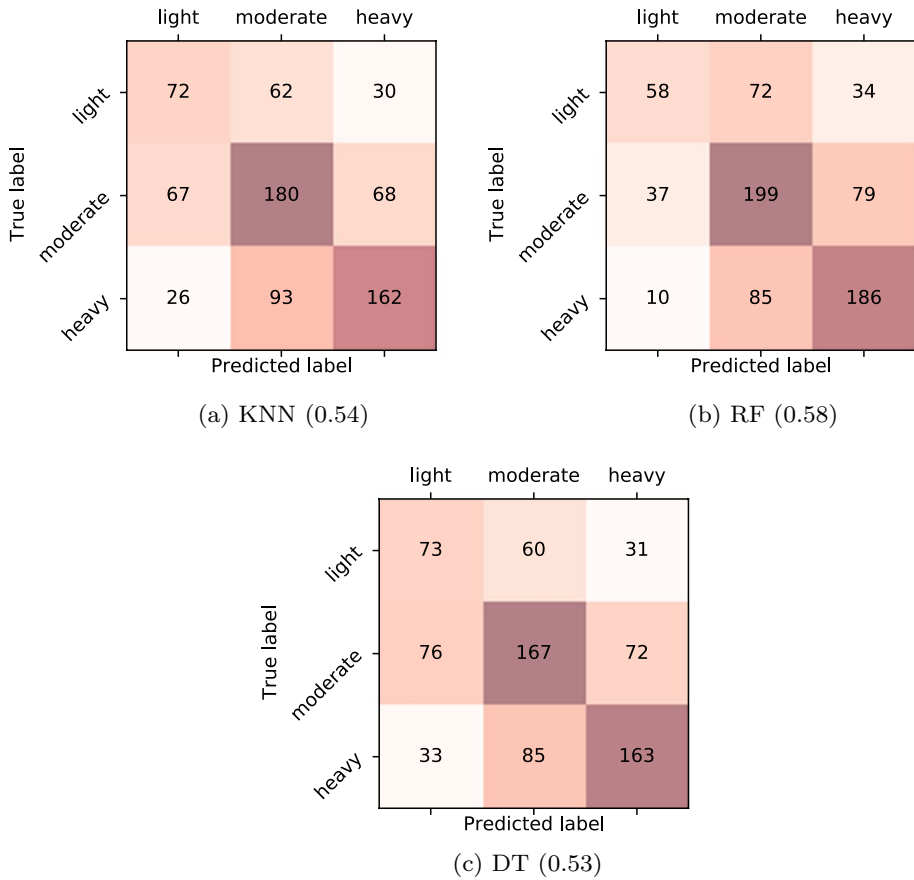 light moderate heavy
True label
light 72 62 30
moderate 67 180 68
heavy 26 93 162
Predicted label
(a) KNN (0.54)
light moderate heavy
True label
light 58 72 34
moderate 37 199 79
heavy 10 85 186
Predicted label
(b) RF (0.58)
light moderate heavy
True label
light 73 60 31
moderate 76 167 72
heavy 33 85 163
Predicted label
(c) DT (0.53)